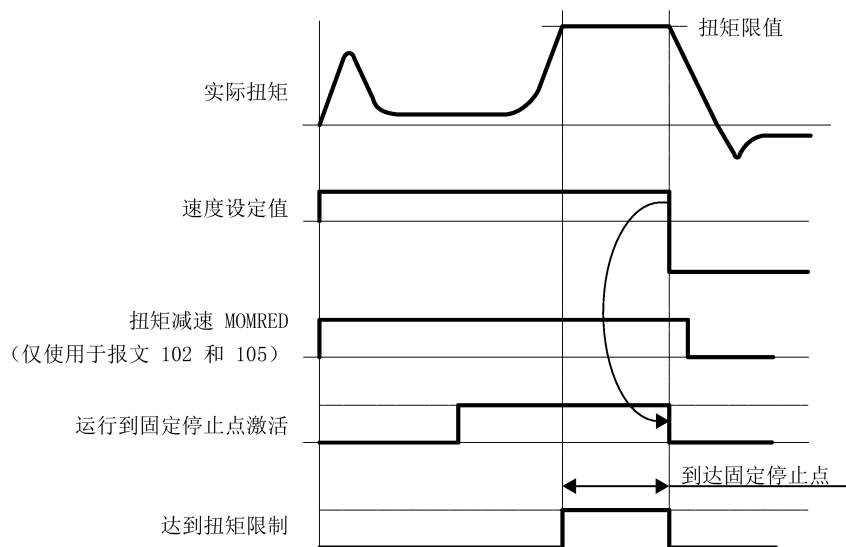 扭矩限值
实际扭矩
速度设定值
扭矩减速 MOMRED
（仅使用于报文 102 和 105）
运行到固定停止点激活
到达固定停止点
达到扭矩限制